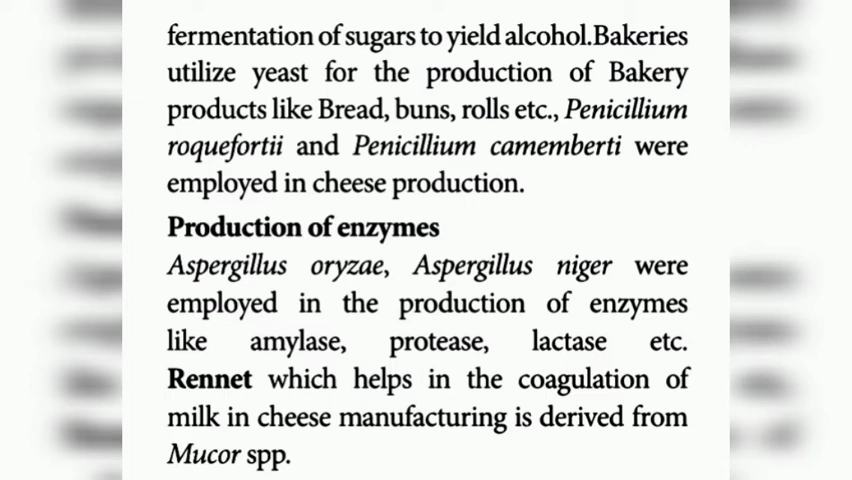 fermentation of sugars to yield alcohol.Bakeries
utilize yeast for the production of Bakery
products like Bread, buns, rolls etc., Penicillium
roquefortii and Penicillium camemberti were
employed in cheese production.
Production of enzymes
Aspergillus oryzae, Aspergillus niger were
employed in the production of enzymes
like amylase, protease, lactase etc.
Rennet which helps in the coagulation of
milk in cheese manufacturing is derived from
Mucor spp.